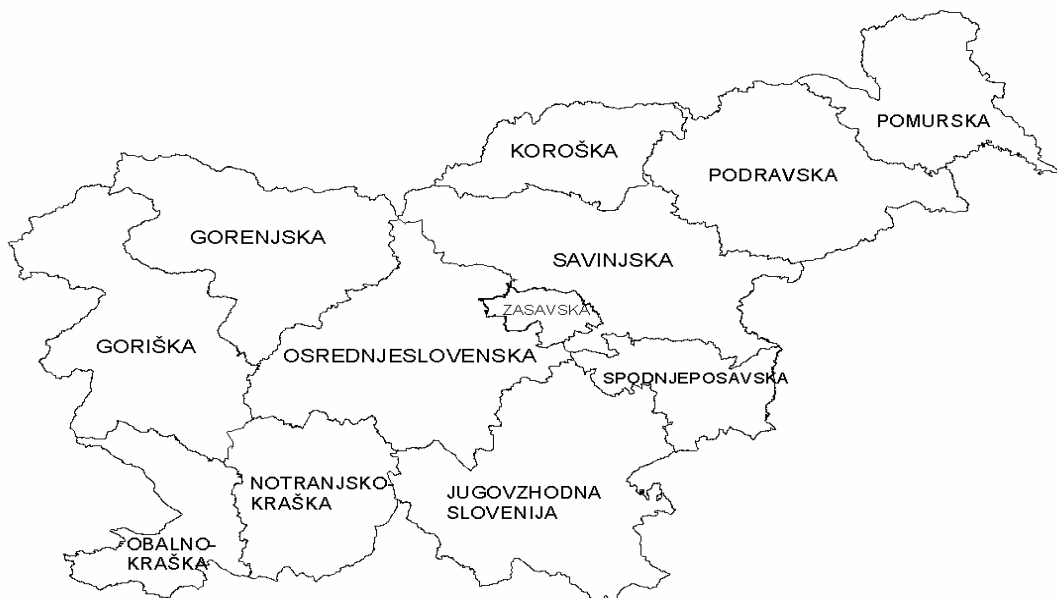 POMURSKA
KOROŠKA
PODRAVSKA
GORENJSKA
SAVINJSKA
ZASAVSKA
GORIŠKA
OSREDNJESLOVENSKA
SPODNJEPOSAVSKA
NOTRANJSKO-
KRAŠKA
JUGOVZHODNA
SLOVENIJA
OBALNO-
KRAŠKA